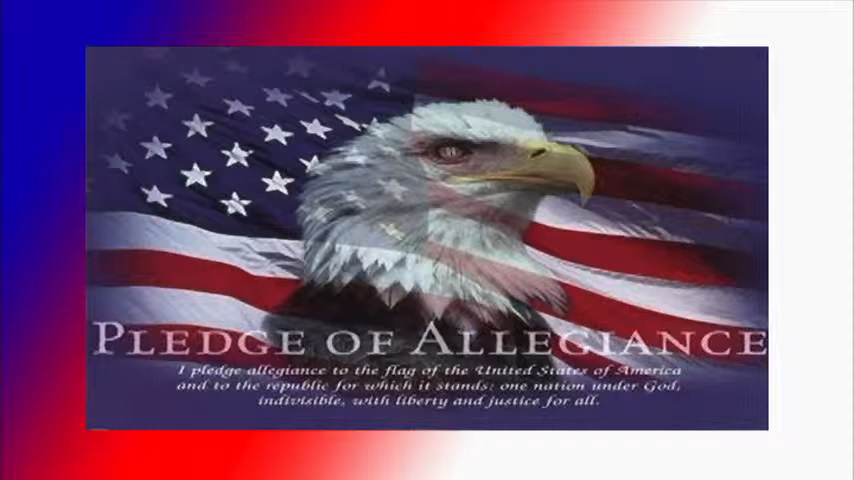 PLEDGE OF ALLEGIANCE
I pledge allegiance to the flag of the United States of America
and to the republic for which it stands: one nation under God,
indivisible, with liberty and justice for all.